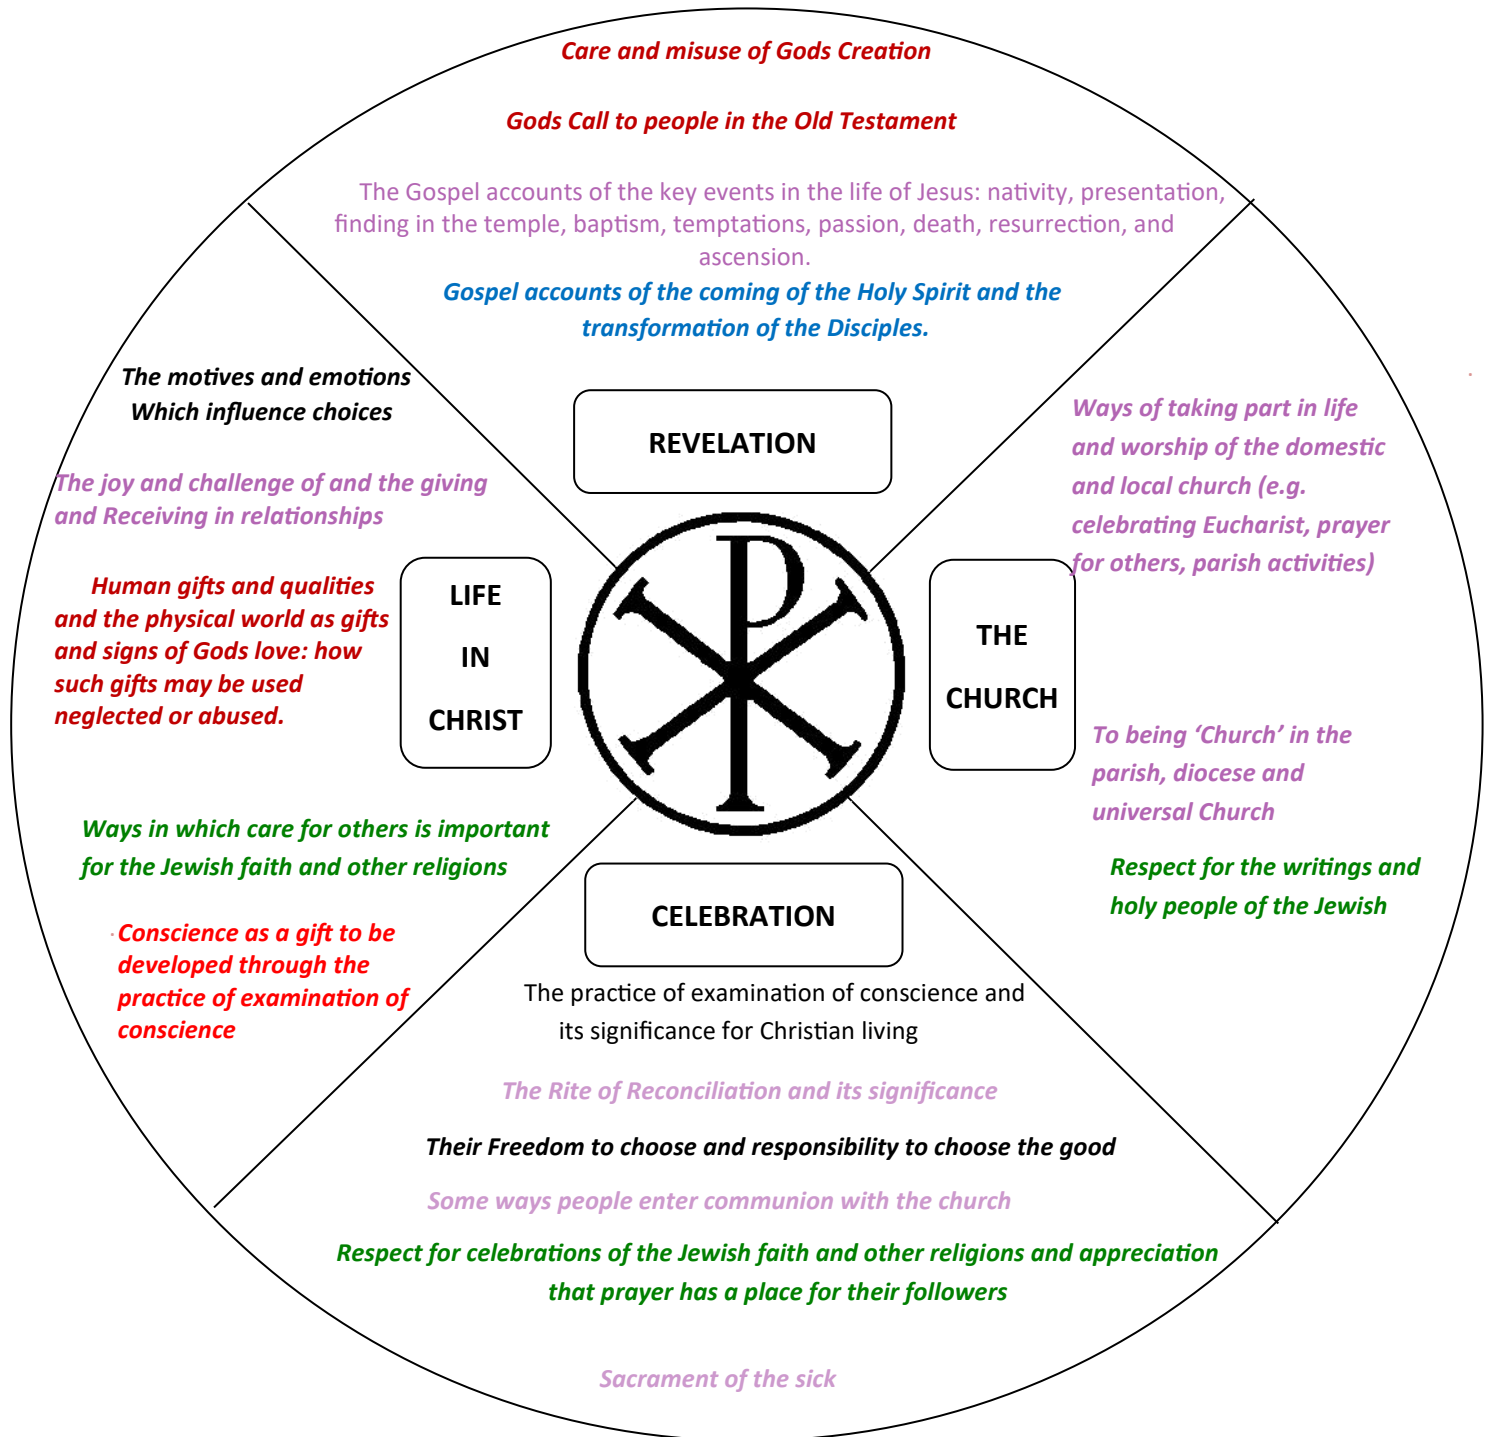 Care and misuse of Gods Creation
Gods Call to people in the Old Testament
The Gospel accounts of the key events in the life of Jesus: nativity, presentation,
finding in the temple, baptism, temptations, passion, death, resurrection, and
ascension.
Gospel accounts of the coming of the Holy Spirit and the
transformation of the Disciples.
REVELATION
The motives and emotions
Which influence choices
The joy and challenge of and the giving
and Receiving in relationships
Human gifts and qualities
and the physical world as gifts
and signs of Gods love: how
such gifts may be used
neglected or abused.
Ways in which care for others is important
for the Jewish faith and other religions
Conscience as a gift to be
developed through the
practice of examination of
conscience
LIFE
IN
CHRIST
THE
CHURCH
Ways of taking part in life
and worship of the domestic
and local church (e.g.
celebrating Eucharist, prayer
for others, parish activities)
To being ‘Church’ in the
parish, diocese and
universal Church
Respect for the writings and
holy people of the Jewish
CELEBRATION
The practice of examination of conscience and
its significance for Christian living
The Rite of Reconciliation and its significance
Their Freedom to choose and responsibility to choose the good
Some ways people enter communion with the church
Respect for celebrations of the Jewish faith and other religions and appreciation
that prayer has a place for their followers
Sacrament of the sick